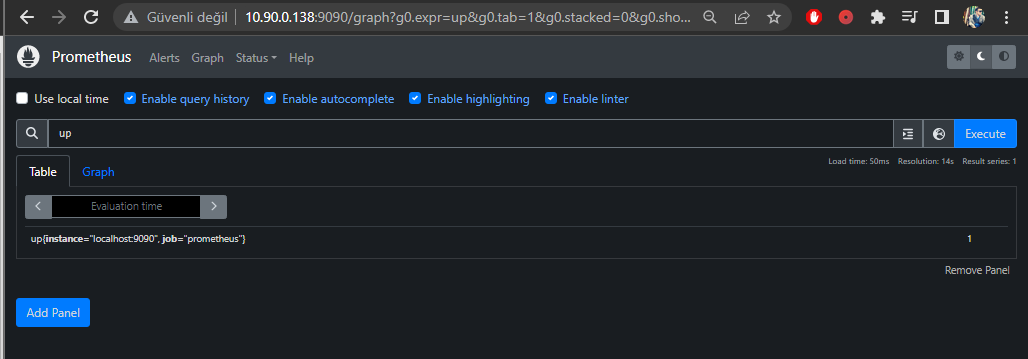 Güvenli değil 10.90.0.138:9090/graph?g0.expr=up&g0.tab=1&g0.stacked=0&g0.sho...
Prometheus Alerts Graph Status Help
Use local time Enable query history Enable autocomplete Enable highlighting Enable linter
up Execute
Load time: 50ms Resolution: 14s Result series: 1
Table Graph
Evaluation time
up{instance="localhost:9090", job="prometheus"} 1
Remove Panel
Add Panel